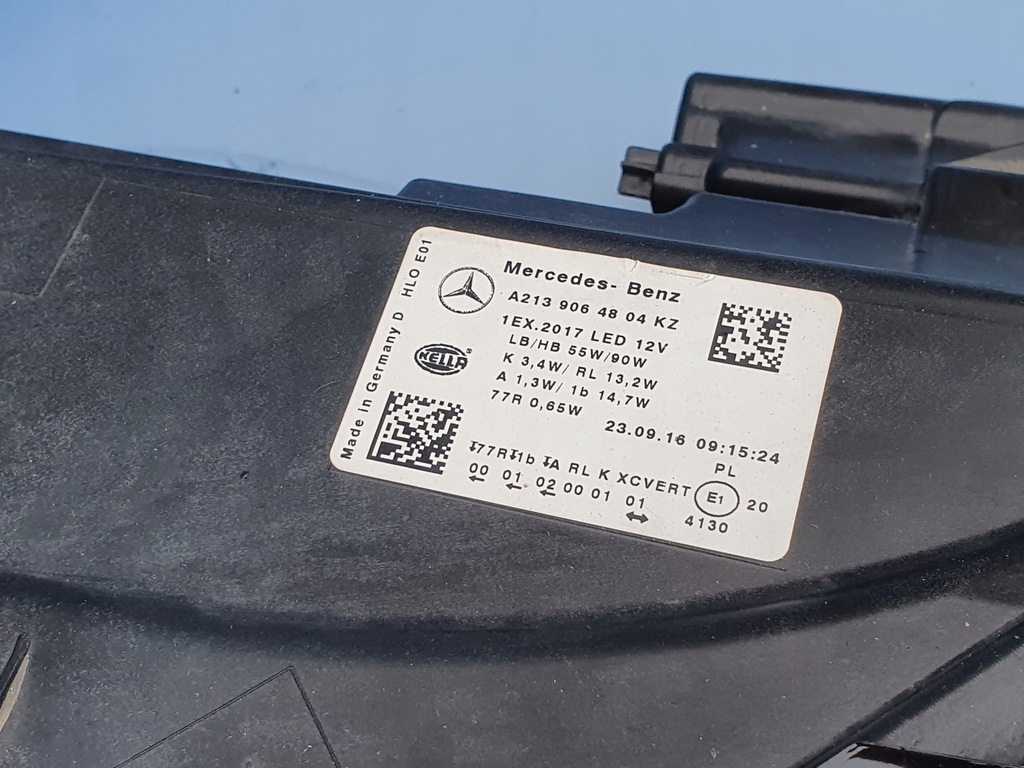 Mercedes- Benz
A213 906 48 04 KZ
1EX.2017 LED 12V
LB/HB 55W/90W
K 3,4W/ RL 13,2W
A 1,3W/ 1b 14,7W
77R 0,65W
23.09.16 09:15:24
PL
77R 1b A RL K XCVERT E1 20
00 01 02 00 01 01
4130
HELLA
Made in Germany D HLO E01